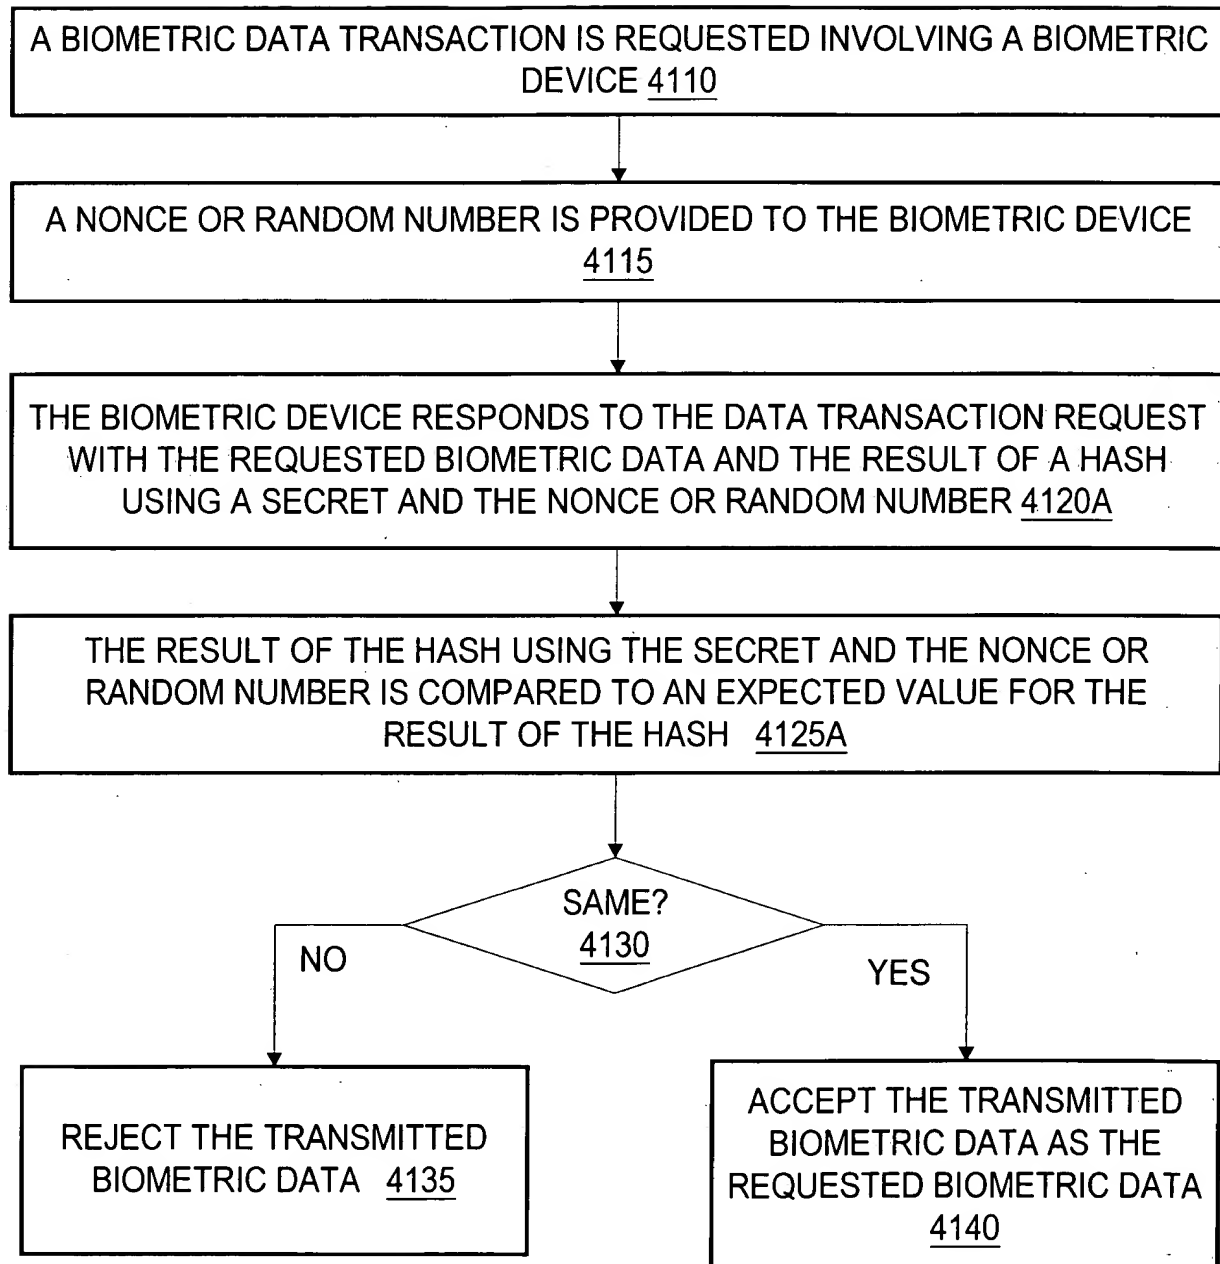 A BIOMETRIC DATA TRANSACTION IS REQUESTED INVOLVING A BIOMETRIC
DEVICE 4110
A NONCE OR RANDOM NUMBER IS PROVIDED TO THE BIOMETRIC DEVICE
4115
THE BIOMETRIC DEVICE RESPONDS TO THE DATA TRANSACTION REQUEST
WITH THE REQUESTED BIOMETRIC DATA AND THE RESULT OF A HASH
USING A SECRET AND THE NONCE OR RANDOM NUMBER 4120A
THE RESULT OF THE HASH USING THE SECRET AND THE NONCE OR
RANDOM NUMBER IS COMPARED TO AN EXPECTED VALUE FOR THE
RESULT OF THE HASH 4125A
SAME?
4130
NO
YES
REJECT THE TRANSMITTED
BIOMETRIC DATA 4135
ACCEPT THE TRANSMITTED
BIOMETRIC DATA AS THE
REQUESTED BIOMETRIC DATA
4140